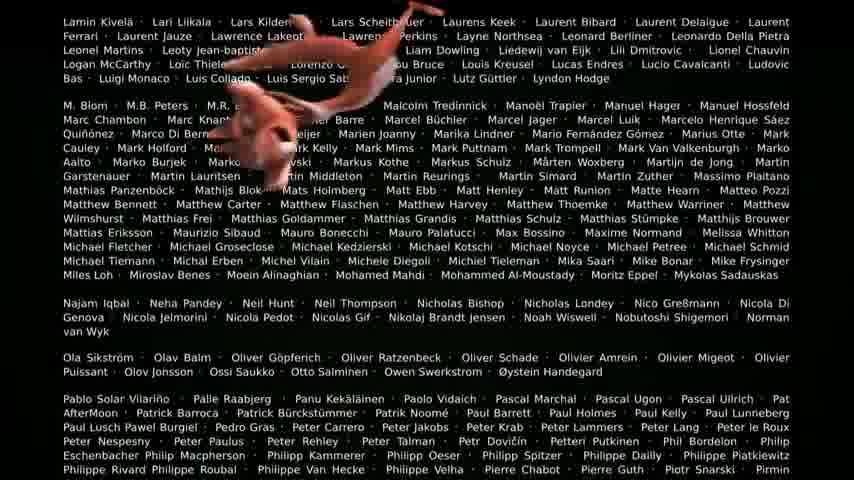 Lamin Kivelä · Lari Liikala · Lars Kilden · Lars Scheitbauer · Laurens Keek · Laurent Bibard · Laurent Delaigue · Laurent
Ferrari · Laurent Jauze · Lawrence · Lawrence Perkins · Layne Northsea · Leonard Berliner · Leonardo Della Pietra
Leonel Martins · Leoty Jean-baptiste Liam Dowling · Liedewij van Eijk · Lili Dmitrovic · Lionel Chauvin
Logan McCarthy · Loïc Lorenzo Lou Bruce · Louis Kreusel · Lucas Endres · Lucio Cavalcanti · Ludovic
Bas · Luigi Monaco · Luis Collado · Luis Sergio Junior · Lutz Güttler · Lyndon Hodge
M. Blom · M.B. Peters · M.R. Malcolm Tredinnick · Manoël Trapier · Manuel Hager · Manuel Hossfeld
Marc Chambon · Marc Barre · Marcel Büchler · Marcel Jager · Marcel Luik · Marcelo Henrique Sáez
Quiñónez · Marco Di Marien Joanny · Marika Lindner · Mario Fernández Gómez · Marius Otte · Mark
Cauley · Mark Holford · Mark Kelly · Mark Mims · Mark Puttnam · Mark Trompell · Mark Van Valkenburgh · Marko
Aalto · Marko Burjek · Marko Markus Kothe · Markus Schulz · Mårten Woxberg · Martijn de Jong · Martin
Garstenauer · Martin Lauritsen · Martin Middleton · Martin Reurings · Martin Simard · Martin Zuther · Massimo Plaitano
Mathias Panzenböck · Mathijs Blok · Mats Holmberg · Matt Ebb · Matt Henley · Matt Runion · Matte Hearn · Matteo Pozzi
Matthew Bennett · Matthew Carter · Matthew Flaschen · Matthew Harvey · Matthew Thoemke · Matthew Warriner · Matthew
Wilmshurst · Matthias Frei · Matthias Goldammer · Matthias Grandis · Matthias Schulz · Matthias Stümpke · Matthijs Brouwer
Mattias Eriksson · Maurizio Sibaud · Mauro Bonecchi · Mauro Palatucci · Max Bossino · Maxime Normand · Melissa Whitton
Michael Fletcher · Michael Groseclose · Michael Kedzierski · Michael Kotschi · Michael Noyce · Michael Petree · Michael Schmid
Michael Tiemann · Michal Erben · Michel Vilain · Michele Diegoli · Michiel Tieleman · Mika Saari · Mike Bonar · Mike Frysinger
Miles Loh · Miroslav Benes · Moein Alinaghian · Mohamed Mahdi · Mohammed Al-Moustady · Moritz Eppel · Mykolas Sadauskas
Najam Iqbal · Neha Pandey · Neil Hunt · Neil Thompson · Nicholas Bishop · Nicholas Londey · Nico Greßmann · Nicola Di
Genova · Nicola Jelmorini · Nicola Pedot · Nicolas Gif · Nikolaj Brandt Jensen · Noah Wiswell · Nobutoshi Shigemori · Norman
van Wyk
Ola Sikström · Olav Balm · Oliver Göpferich · Oliver Ratzenbeck · Oliver Schade · Olivier Amrein · Olivier Migeot · Olivier
Puissant · Olov Jonsson · Ossi Saukko · Otto Salminen · Owen Swerkstrom · Øystein Handegard
Pablo Solar Vilariño · Palle Raabjerg · Panu Kekäläinen · Paolo Vidaich · Pascal Marchal · Pascal Ugon · Pascal Ullrich · Pat
AfterMoon · Patrick Barroca · Patrick Bürckstümmer · Patrik Noomé · Paul Barrett · Paul Holmes · Paul Kelly · Paul Lunneberg
Paul Lusch Pawel Burgiel · Pedro Gras · Peter Carrero · Peter Jakobs · Peter Krab · Peter Lammers · Peter Lang · Peter le Roux
Peter Nespesny · Peter Paulus · Peter Rehley · Peter Talman · Petr Dovičín · Petteri Putkinen · Phil Bordelon · Philip
Eschenbacher Philip Macpherson · Philipp Kammerer · Philipp Oeser · Philipp Spitzer · Philippe Dailly · Philippe Piatkiewitz
Philippe Rivard Philippe Roubal · Philippe Van Hecke · Philippe Velha · Pierre Chabot · Pierre Guth · Piotr Snarski · Pirmin